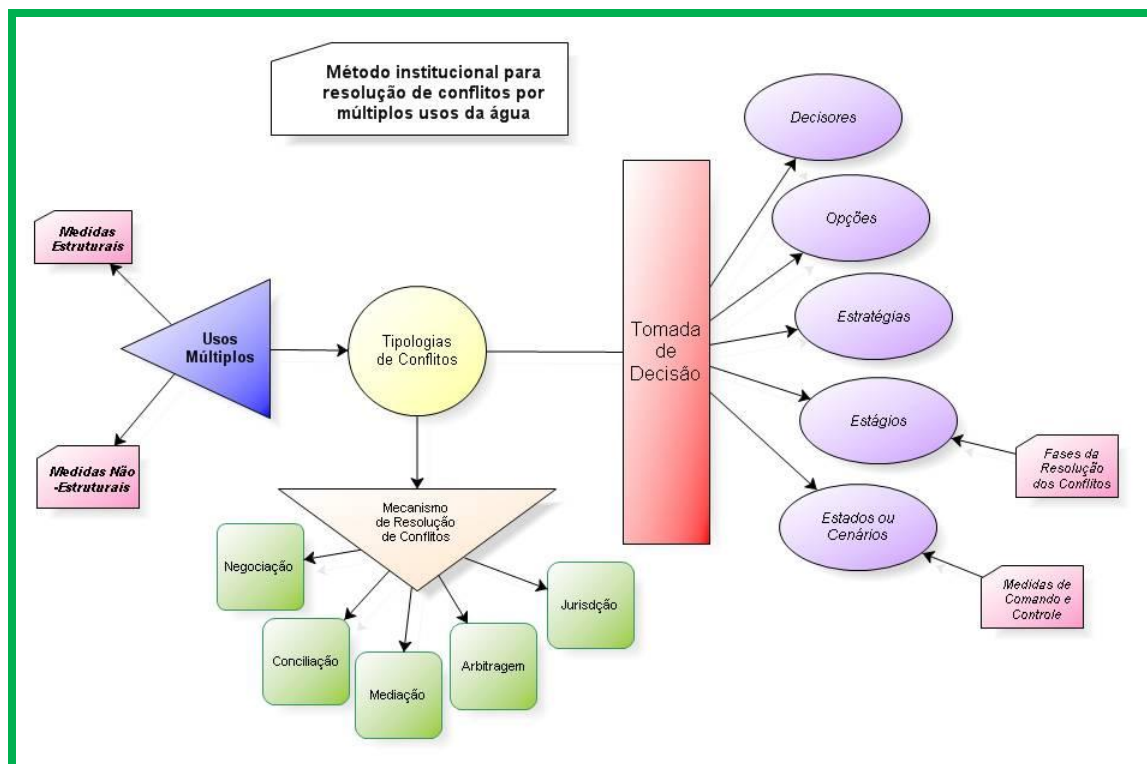 Método institucional para
resolução de conflitos por
múltiplos usos da água
Decisores
Opções
Estratégias
Estágios
Estados ou
Cenários
Medidas
Estruturais
Usos
Múltiplos
Tipologias
de Conflitos
Tomada
de
Decisão
Medidas Não
-Estruturais
Fases da
Resolução
dos Conflitos
Medidas de
Comando e
Controle
Mecanismo
de Resolução
de Conflitos
Negociação
Conciliação
Mediação
Arbitragem
Jurisdção